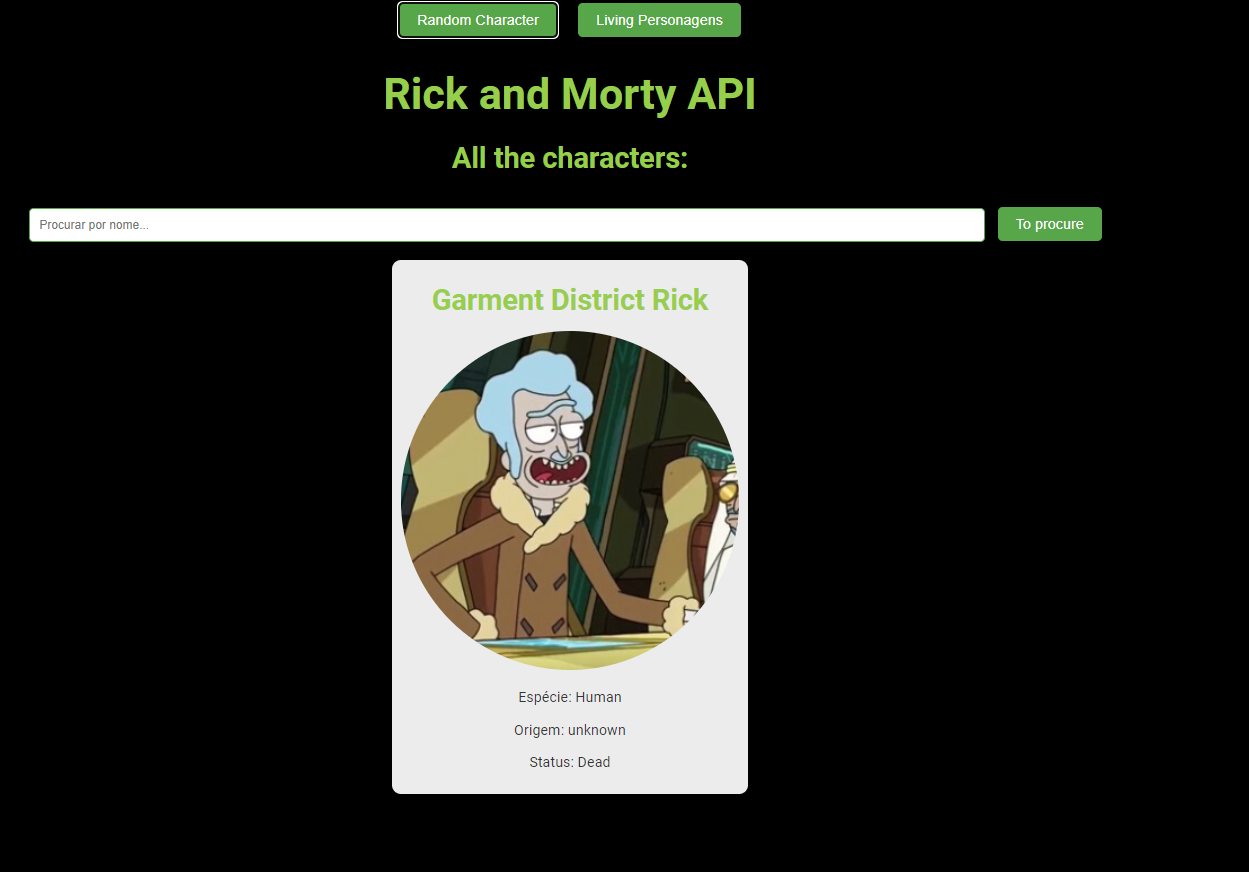 Random Character
Living Personagens
Rick and Morty API
All the characters:
Procurar por nome...
To procure
Garment District Rick
Espécie: Human
Origem: unknown
Status: Dead